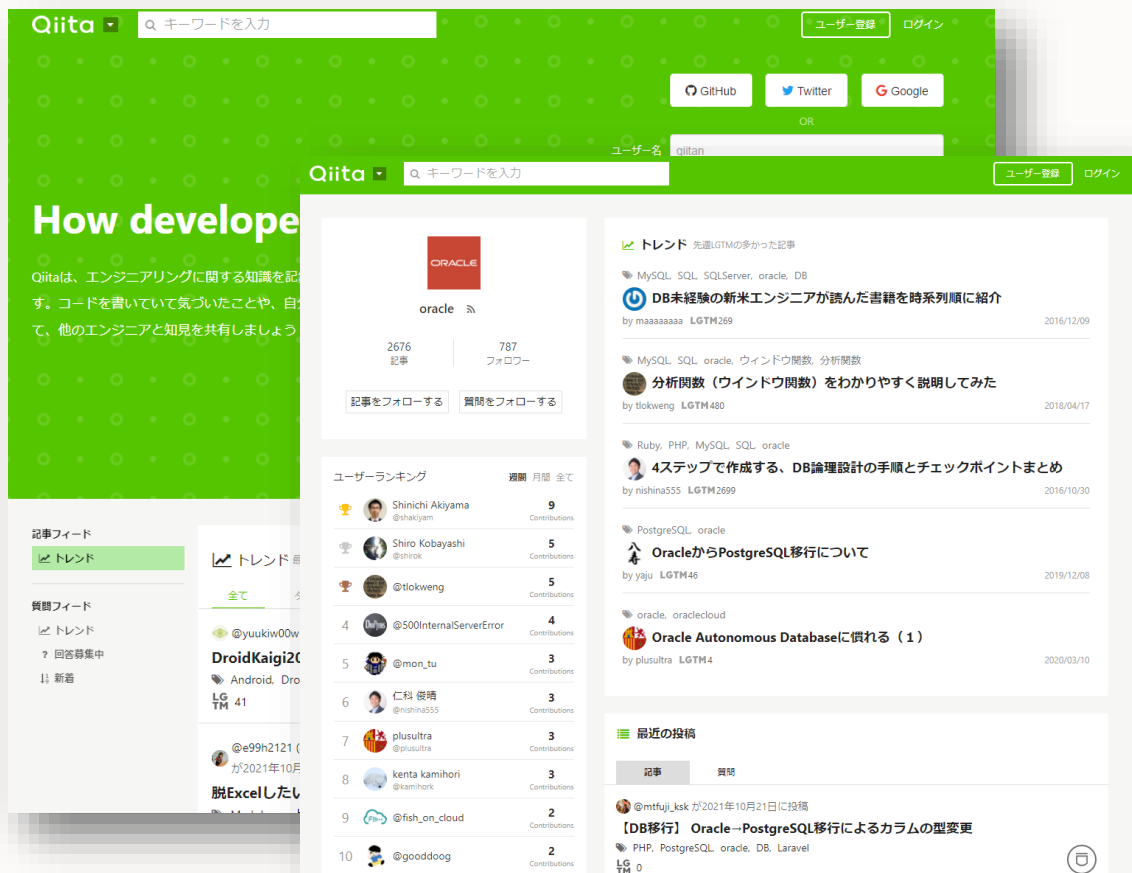 Qiita
キーワードを入力
ユーザー登録
ログイン
GitHub
Twitter
Google
OR
ユーザー名
qiitan
How develope
Qiitaは、エンジニアリングに関する知識を記
す。コードを書いていて気づいたことや、自
て、他のエンジニアと知見を共有しましょう
記事フィード
トレンド
質問フィード
トレンド
? 回答募集中
新着
トレンド
全て
@yuukiw00w
DroidKaigi20
Android, Dro
LGTM 41
@e99h2121 (
が2021年10月
脱Excelしたい
Qiita
キーワードを入力
ユーザー登録
ログイン
ORACLE
oracle
2676
記事
787
フォロワー
記事をフォローする
質問をフォローする
ユーザーランキング
週間 月間 全て
Shinichi Akiyama
@shakiyam
9
Contributions
Shiro Kobayashi
@shirok
5
Contributions
@tlokweng
5
Contributions
4
@500InternalServerError
4
Contributions
5
@mon_tu
3
Contributions
6
仁科 俊晴
@nishina555
3
Contributions
7
plusultra
@plusultra
3
Contributions
8
kenta kamihori
@kamihork
3
Contributions
9
@fish_on_cloud
2
Contributions
10
@gooddoog
2
Contributions
トレンド 先週LGTMの多かった記事
MySQL, SQL, SQLServer, oracle, DB
DB未経験の新米エンジニアが読んだ書籍を時系列順に紹介
by maaaaaaaa LGTM269
2016/12/09
MySQL, SQL, oracle, ウィンドウ関数, 分析関数
分析関数（ウインドウ関数）をわかりやすく説明してみた
by tlokweng LGTM480
2018/04/17
Ruby, PHP, MySQL, SQL, oracle
4ステップで作成する、DB論理設計の手順とチェックポイントまとめ
by nishina555 LGTM2699
2016/10/30
PostgreSQL, oracle
OracleからPostgreSQL移行について
by yaju LGTM46
2019/12/08
oracle, oraclecloud
Oracle Autonomous Databaseに慣れる（１）
by plusultra LGTM4
2020/03/10
最近の投稿
記事
質問
@mtfuji_ksk が2021年10月21日に投稿
【DB移行】 Oracle→PostgreSQL移行によるカラムの型変更
PHP, PostgreSQL, oracle, DB, Laravel
LGTM 0